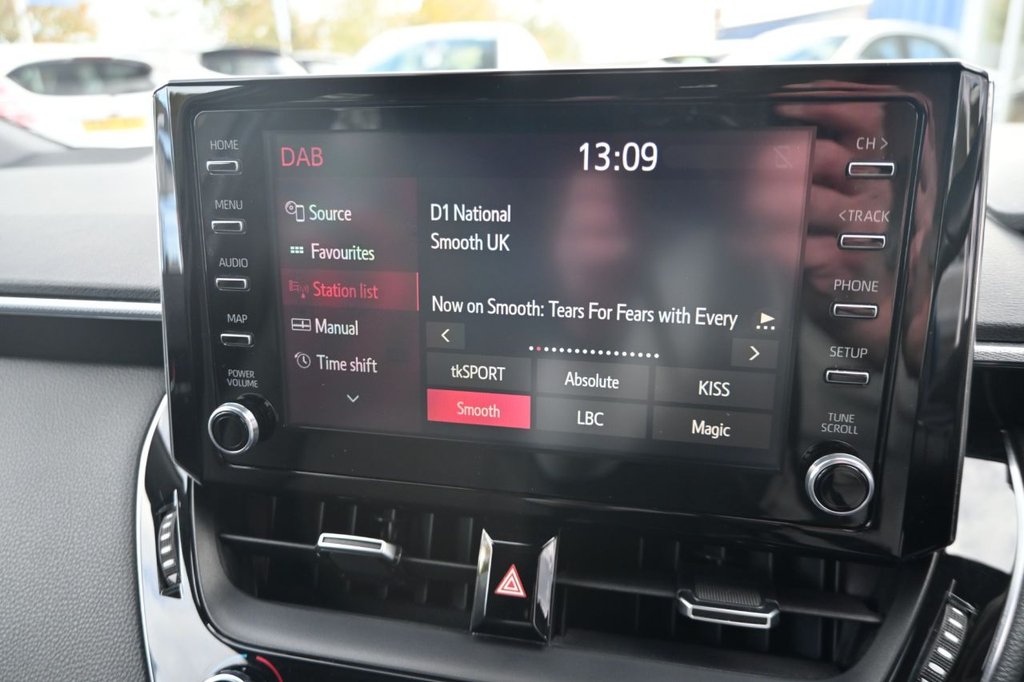 HOME
MENU
AUDIO
MAP
POWER
VOLUME
DAB
13:09
Source
Favourites
Station list
Manual
Time shift
D1 National
Smooth UK
Now on Smooth: Tears For Fears with Every
tkSPORT
Absolute
KISS
Smooth
LBC
Magic
CH >
< TRACK
PHONE
SETUP
TUNE
SCROLL